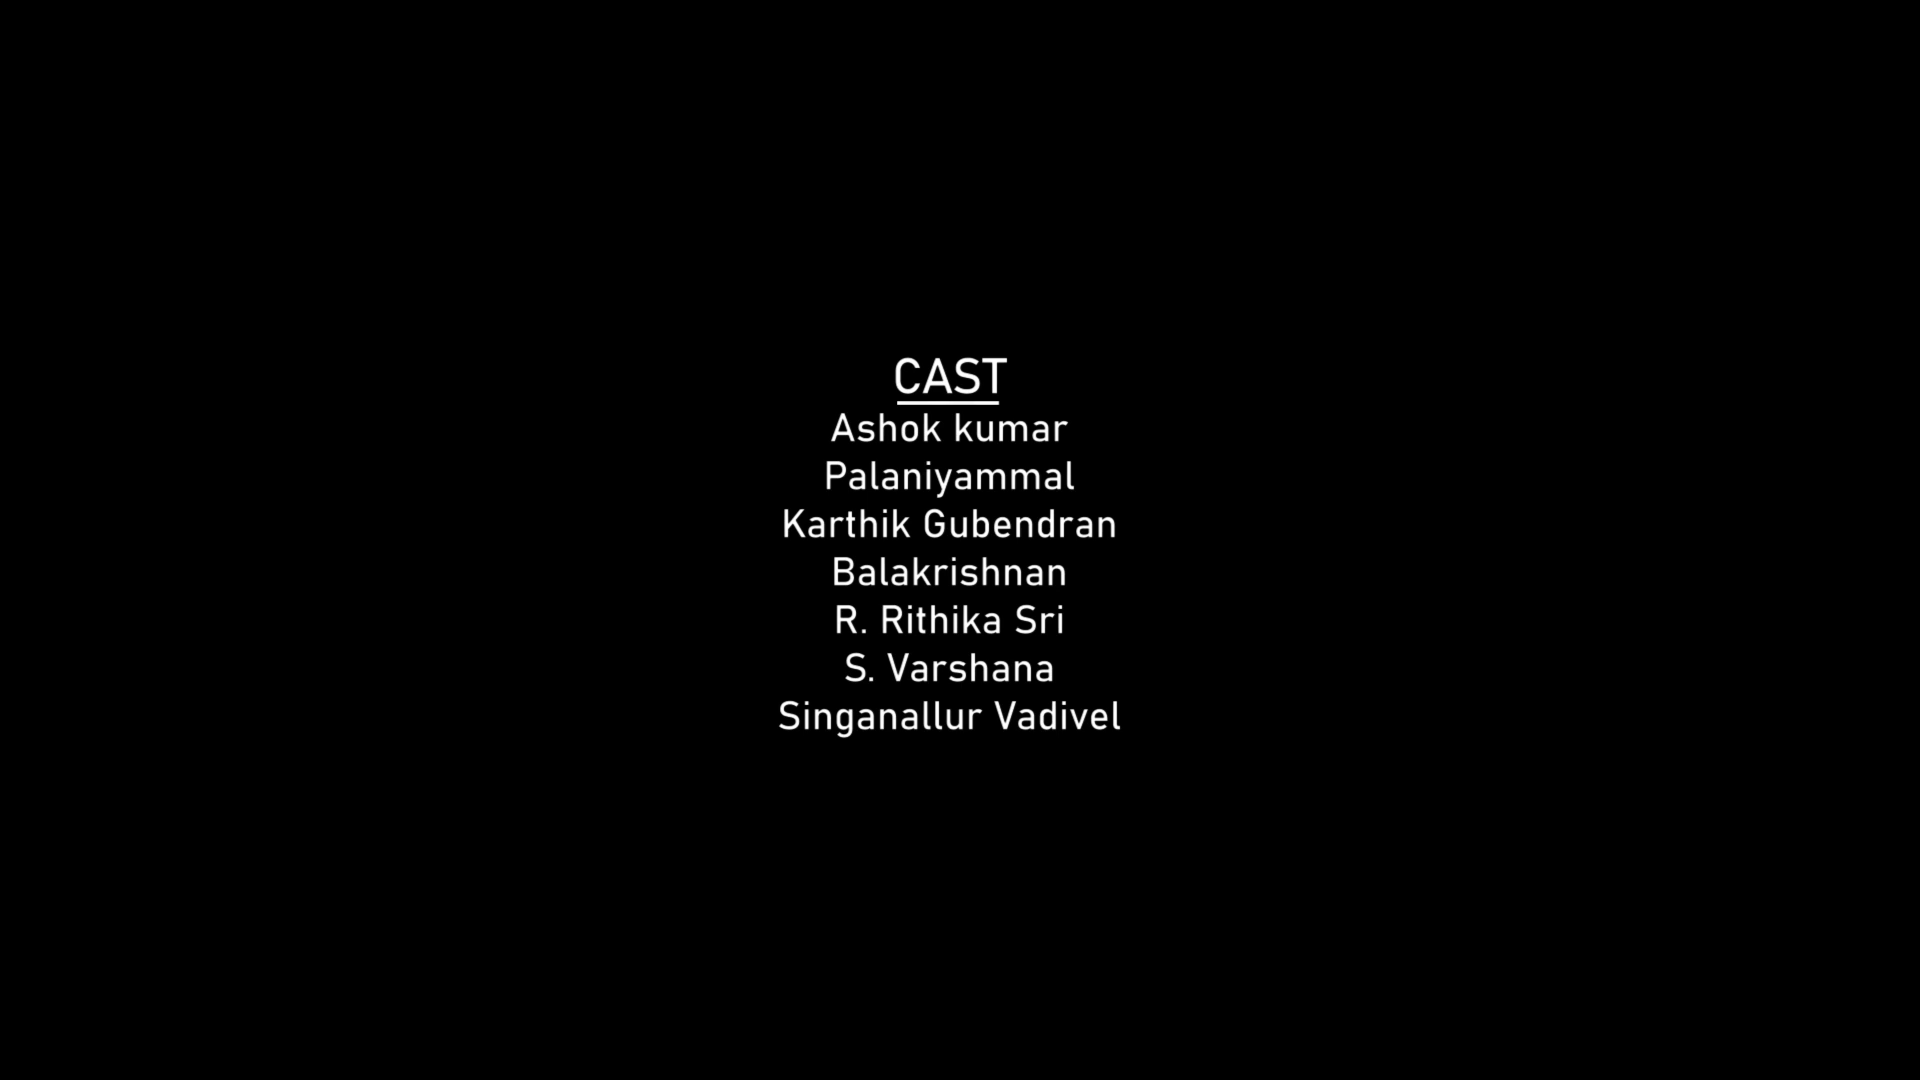 CAST
Ashok kumar
Palaniyammal
Karthik Gubendran
Balakrishnan
R. Rithika Sri
S. Varshana
Singanallur Vadivel